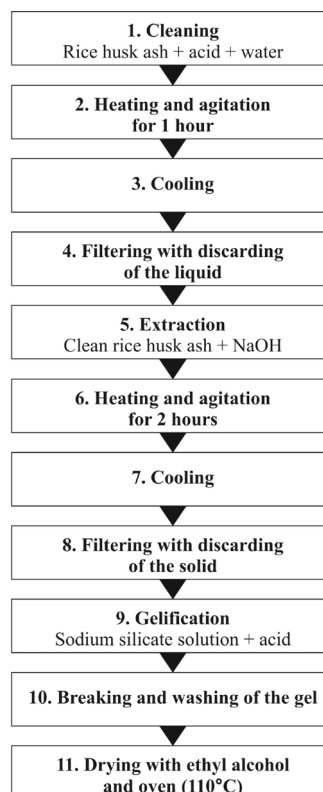 1. Cleaning
Rice husk ash + acid + water
2. Heating and agitation
for 1 hour
3. Cooling
4. Filtering with discarding
of the liquid
5. Extraction
Clean rice husk ash + NaOH
6. Heating and agitation
for 2 hours
7. Cooling
8. Filtering with discarding
of the solid
9. Gelification
Sodium silicate solution + acid
10. Breaking and washing of the gel
11. Drying with ethyl alcohol
and oven (110°C)